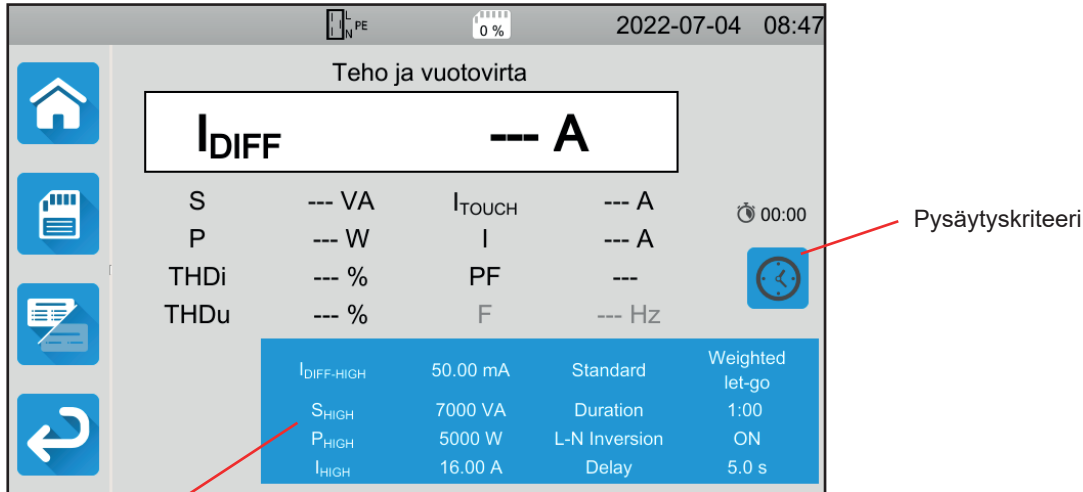 L N PE 0 % 2022-07-04 08:47
Teho ja vuotovirta
IDIFF --- A
S --- VA ITOUCH --- A 00:00
P --- W I --- A
THDi --- % PF ---
THDu --- % F --- Hz
Pysäytyskriteeri
IDIFF-HIGH 50.00 mA Standard Weighted let-go
SHIGH 7000 VA Duration 1:00
PHIGH 5000 W L-N Inversion ON
IHIGH 16.00 A Delay 5.0 s